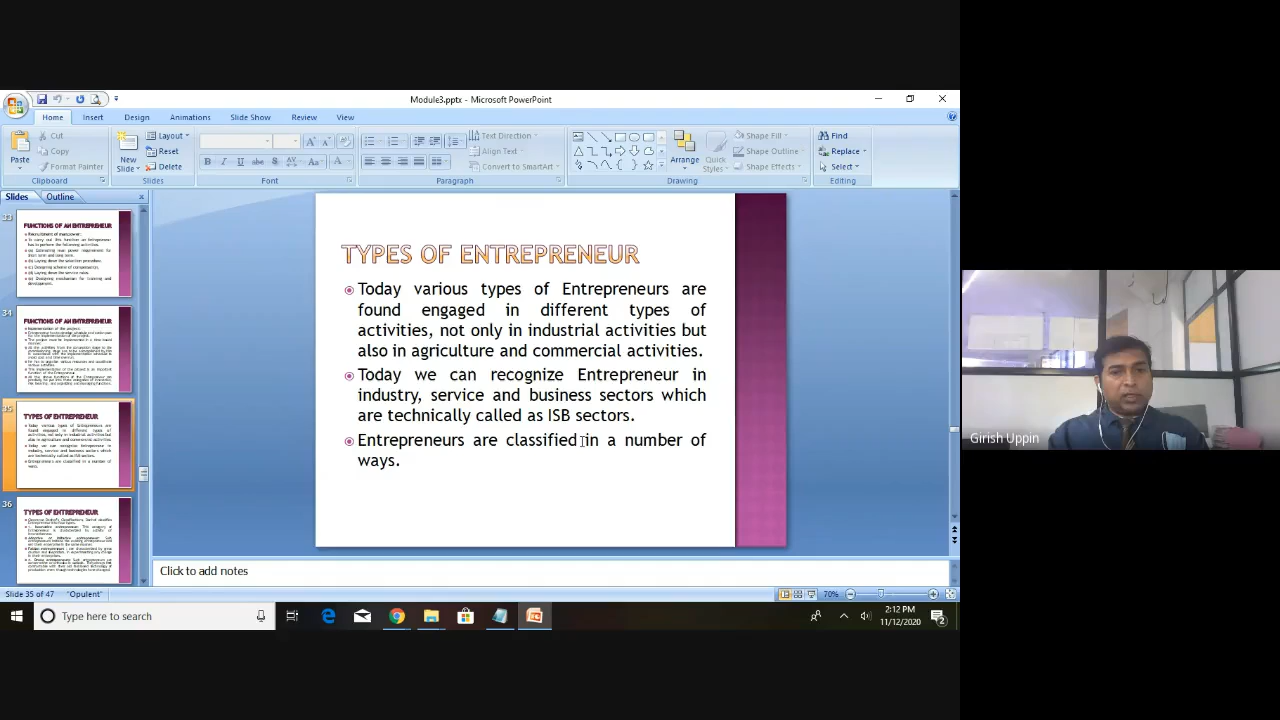 Module3.pptx - Microsoft PowerPoint
Home Insert Design Animations Slide Show Review View
Paste
Cut
Copy
Format Painter
Clipboard
New
Slide
Layout
Reset
Delete
Slides
Font
Text Direction
Align Text
Convert to SmartArt
Paragraph
Arrange
Quick
Styles
Shape Fill
Shape Outline
Shape Effects
Drawing
Find
Replace
Select
Editing
Slides Outline
33
FUNCTIONS OF AN ENTREPRENEUR
34
FUNCTIONS OF AN ENTREPRENEUR
35
TYPES OF ENTREPRENEUR
36
TYPES OF ENTREPRENEUR
TYPES OF ENTREPRENEUR
Today various types of Entrepreneurs are
found engaged in different types of
activities, not only in industrial activities but
also in agriculture and commercial activities.
Today we can recognize Entrepreneur in
industry, service and business sectors which
are technically called as ISB sectors.
Entrepreneurs are classified in a number of
ways.
Click to add notes
Slide 35 of 47 "Opulent" 70%
Type here to search
2:12 PM
11/12/2020
2
Girish Uppin